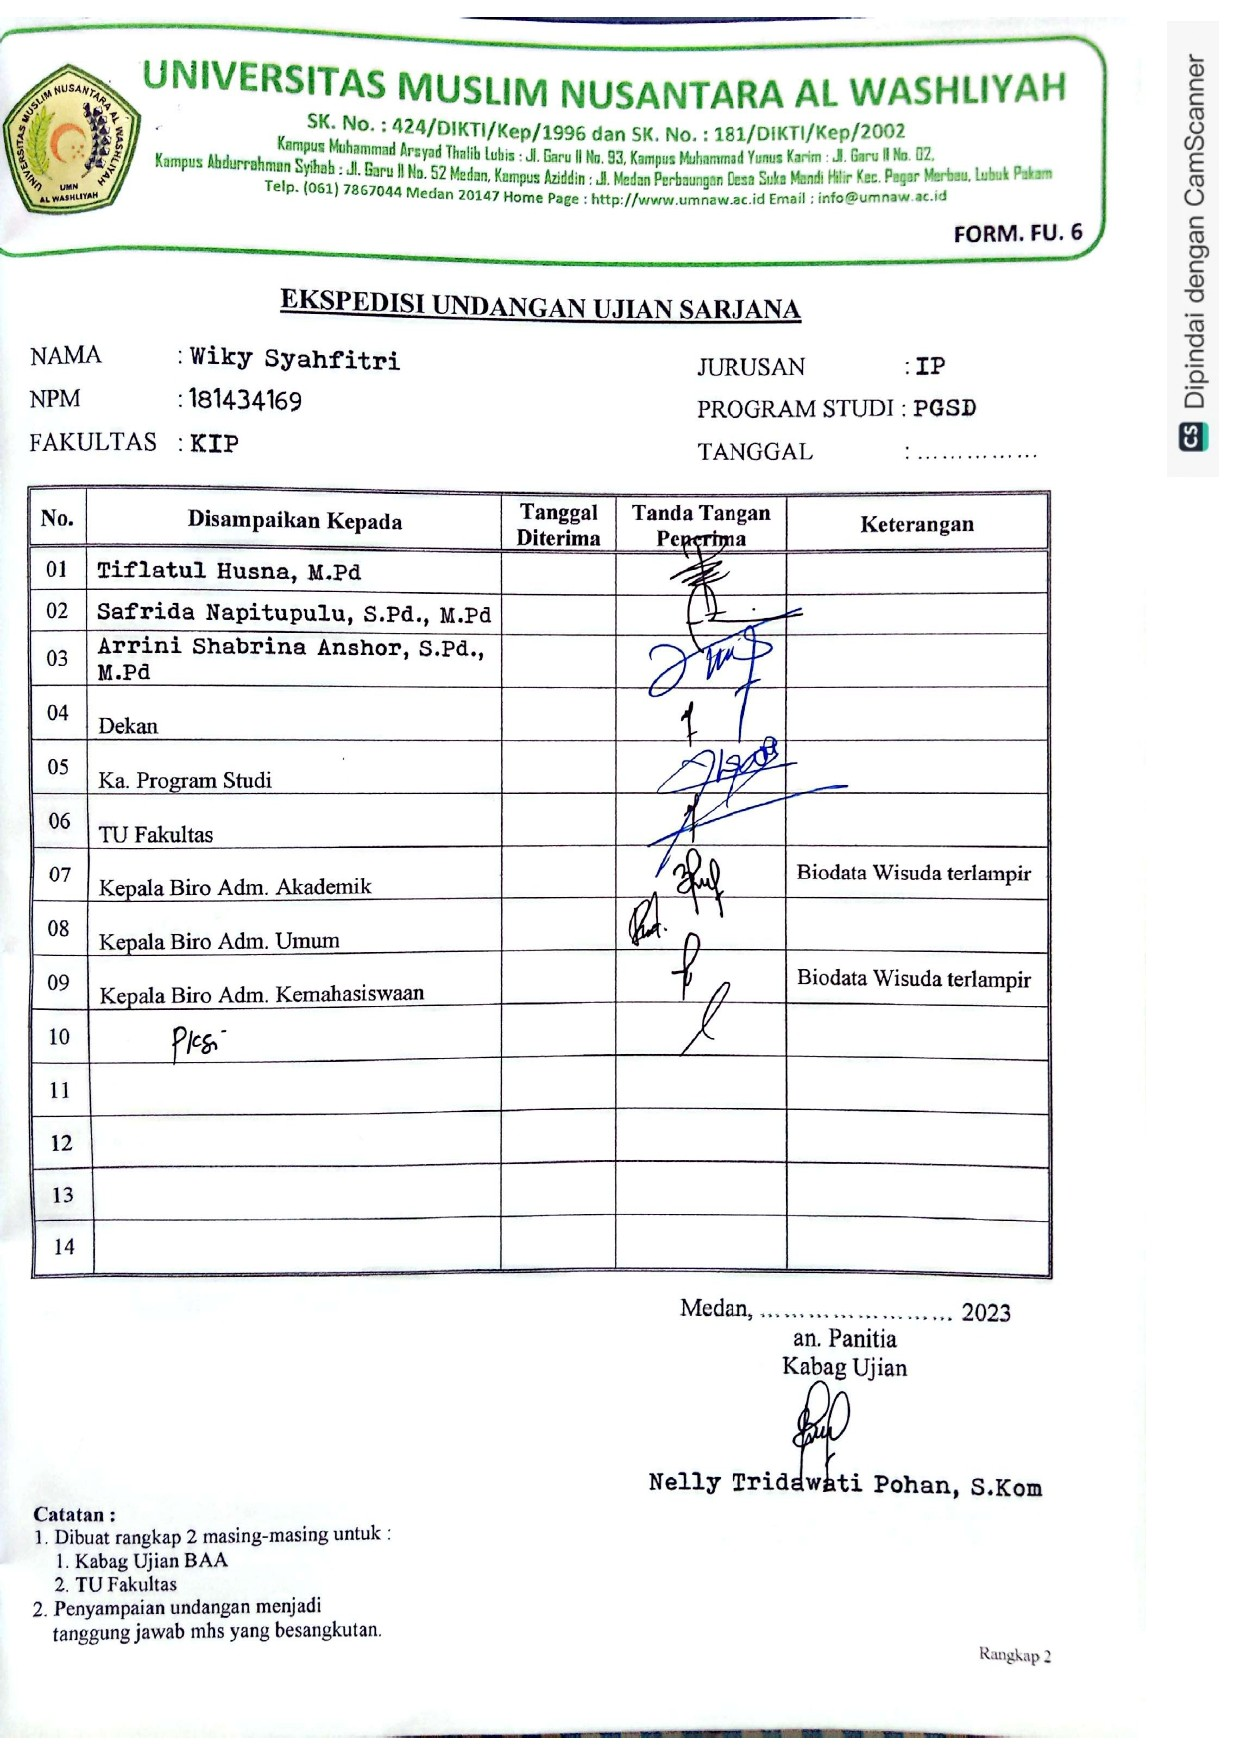 UNIVERSITAS MUSLIM NUSANTARA AL WASHLIYAH
SK. No. : 424/DIKTI/Kep/1996 dan SK. No. : 181/DIKTI/Kep/2002
Kampus Muhammad Arsyad Thalib Lubis : Jl. Garu II No. 93, Kampus Muhammad Yunus Karim : Jl. Garu II No. 02,
Kampus Abdurrahman Syihab : Jl. Garu II No. 52 Medan, Kampus Aziddin : Jl. Medan Perbaungan Desa Suka Mandi Hilir Kec. Pagar Merbau, Lubuk Pakam
Telp. (061) 7867044 Medan 20147 Home Page : http://www.umnaw.ac.id Email : info@umnaw.ac.id
UNIVERSITAS MUSLIM NUSANTARA AL WASHLIYAH
UMN
AL WASHLIYAH
FORM. FU. 6
EKSPEDISI UNDANGAN UJIAN SARJANA
NAMA : Wiky Syahfitri
NPM : 181434169
FAKULTAS : KIP
JURUSAN : IP
PROGRAM STUDI : PGSD
TANGGAL : ...............
No. Disampaikan Kepada Tanggal Diterima Tanda Tangan Penerima Keterangan
01 Tiflatul Husna, M.Pd
02 Safrida Napitupulu, S.Pd., M.Pd
03 Arrini Shabrina Anshor, S.Pd.,
M.Pd
04 Dekan
05 Ka. Program Studi
06 TU Fakultas
07 Kepala Biro Adm. Akademik Biodata Wisuda terlampir
08 Kepala Biro Adm. Umum
09 Kepala Biro Adm. Kemahasiswaan Biodata Wisuda terlampir
10
11
12
13
14
Medan, ........................ 2023
an. Panitia
Kabag Ujian
Nelly Tridawati Pohan, S.Kom
Catatan :
1. Dibuat rangkap 2 masing-masing untuk :
1. Kabag Ujian BAA
2. TU Fakultas
2. Penyampaian undangan menjadi
tanggung jawab mhs yang besangkutan.
Rangkap 2
CS Dipindai dengan CamScanner